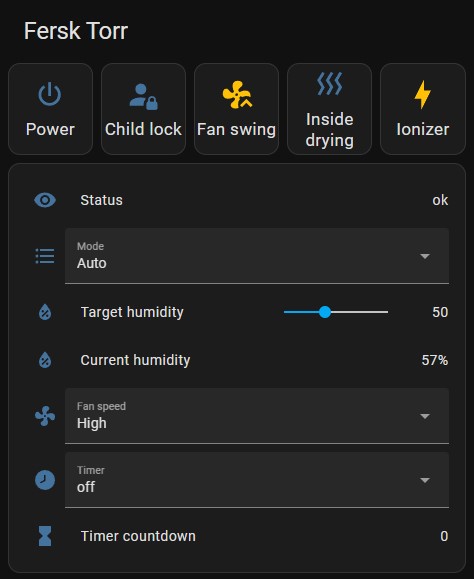 Fersk Torr
Power
Child lock
Fan swing
Inside
drying
Ionizer
Status
ok
Mode
Auto
Target humidity
50
Current humidity
57%
Fan speed
High
Timer
off
Timer countdown
0